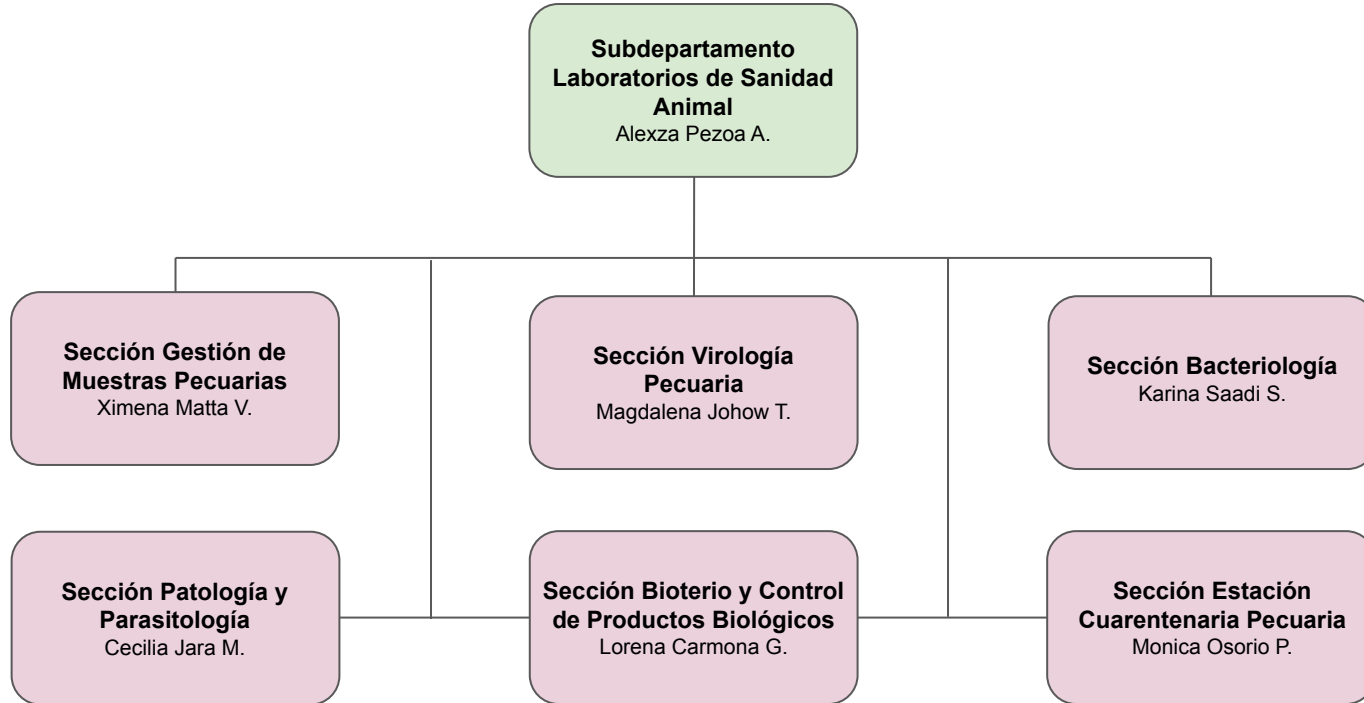 Subdepartamento
Laboratorios de Sanidad
Animal
Alexza Pezoa A.
Sección Gestión de
Muestras Pecuarias
Ximena Matta V.
Sección Virología
Pecuaria
Magdalena Johow T.
Sección Bacteriología
Karina Saadi S.
Sección Patología y
Parasitología
Cecilia Jara M.
Sección Bioterio y Control
de Productos Biológicos
Lorena Carmona G.
Sección Estación
Cuarentenaria Pecuaria
Monica Osorio P.